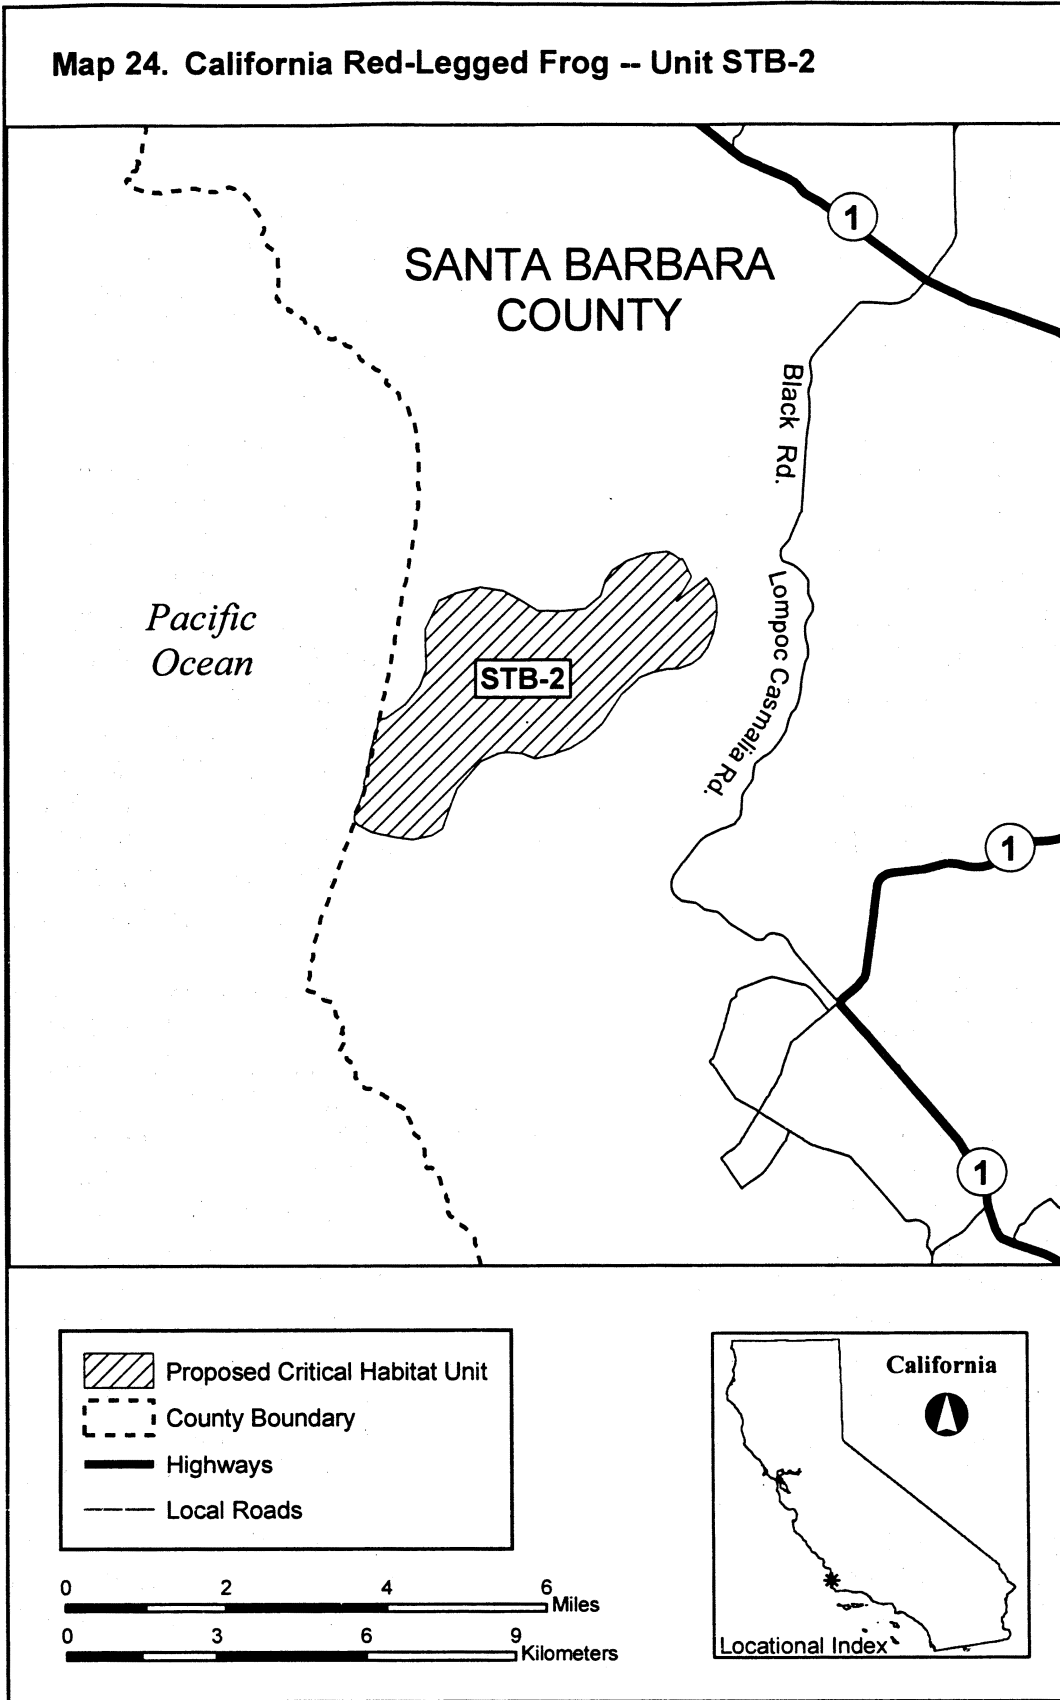 Map 24. California Red-Legged Frog -- Unit STB-2
1
SANTA BARBARA
COUNTY
Black Rd.
Pacific
Ocean
Lompoc Casmalia Rd.
STB-2
1
1
Proposed Critical Habitat Unit
County Boundary
Highways
Local Roads
0 2 4 6
Miles
0 3 6 9
Kilometers
California
Locational Index